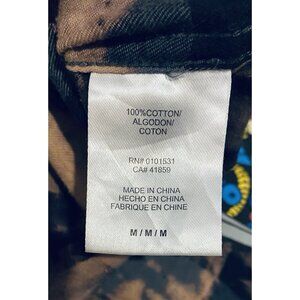 100%COTTON/
ALGODON/
COTON
RN# 0101531
CA# 41859
MADE IN CHINA
HECHO EN CHINA
FABRIQUE EN CHINE
M / M / M